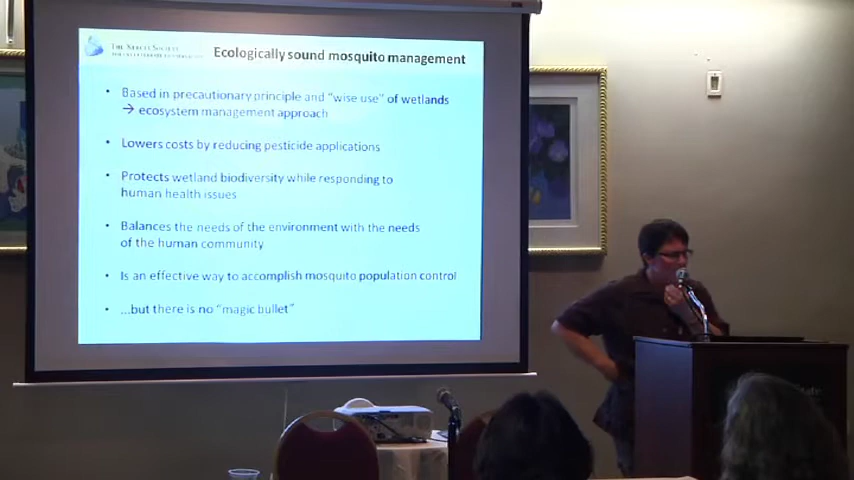 THE XERCES SOCIETY
Ecologically sound mosquito management
• Based in precautionary principle and "wise use" of wetlands
→ ecosystem management approach
• Lowers costs by reducing pesticide applications
• Protects wetland biodiversity while responding to
human health issues
• Balances the needs of the environment with the needs
of the human community
• Is an effective way to accomplish mosquito population control
• ...but there is no "magic bullet"